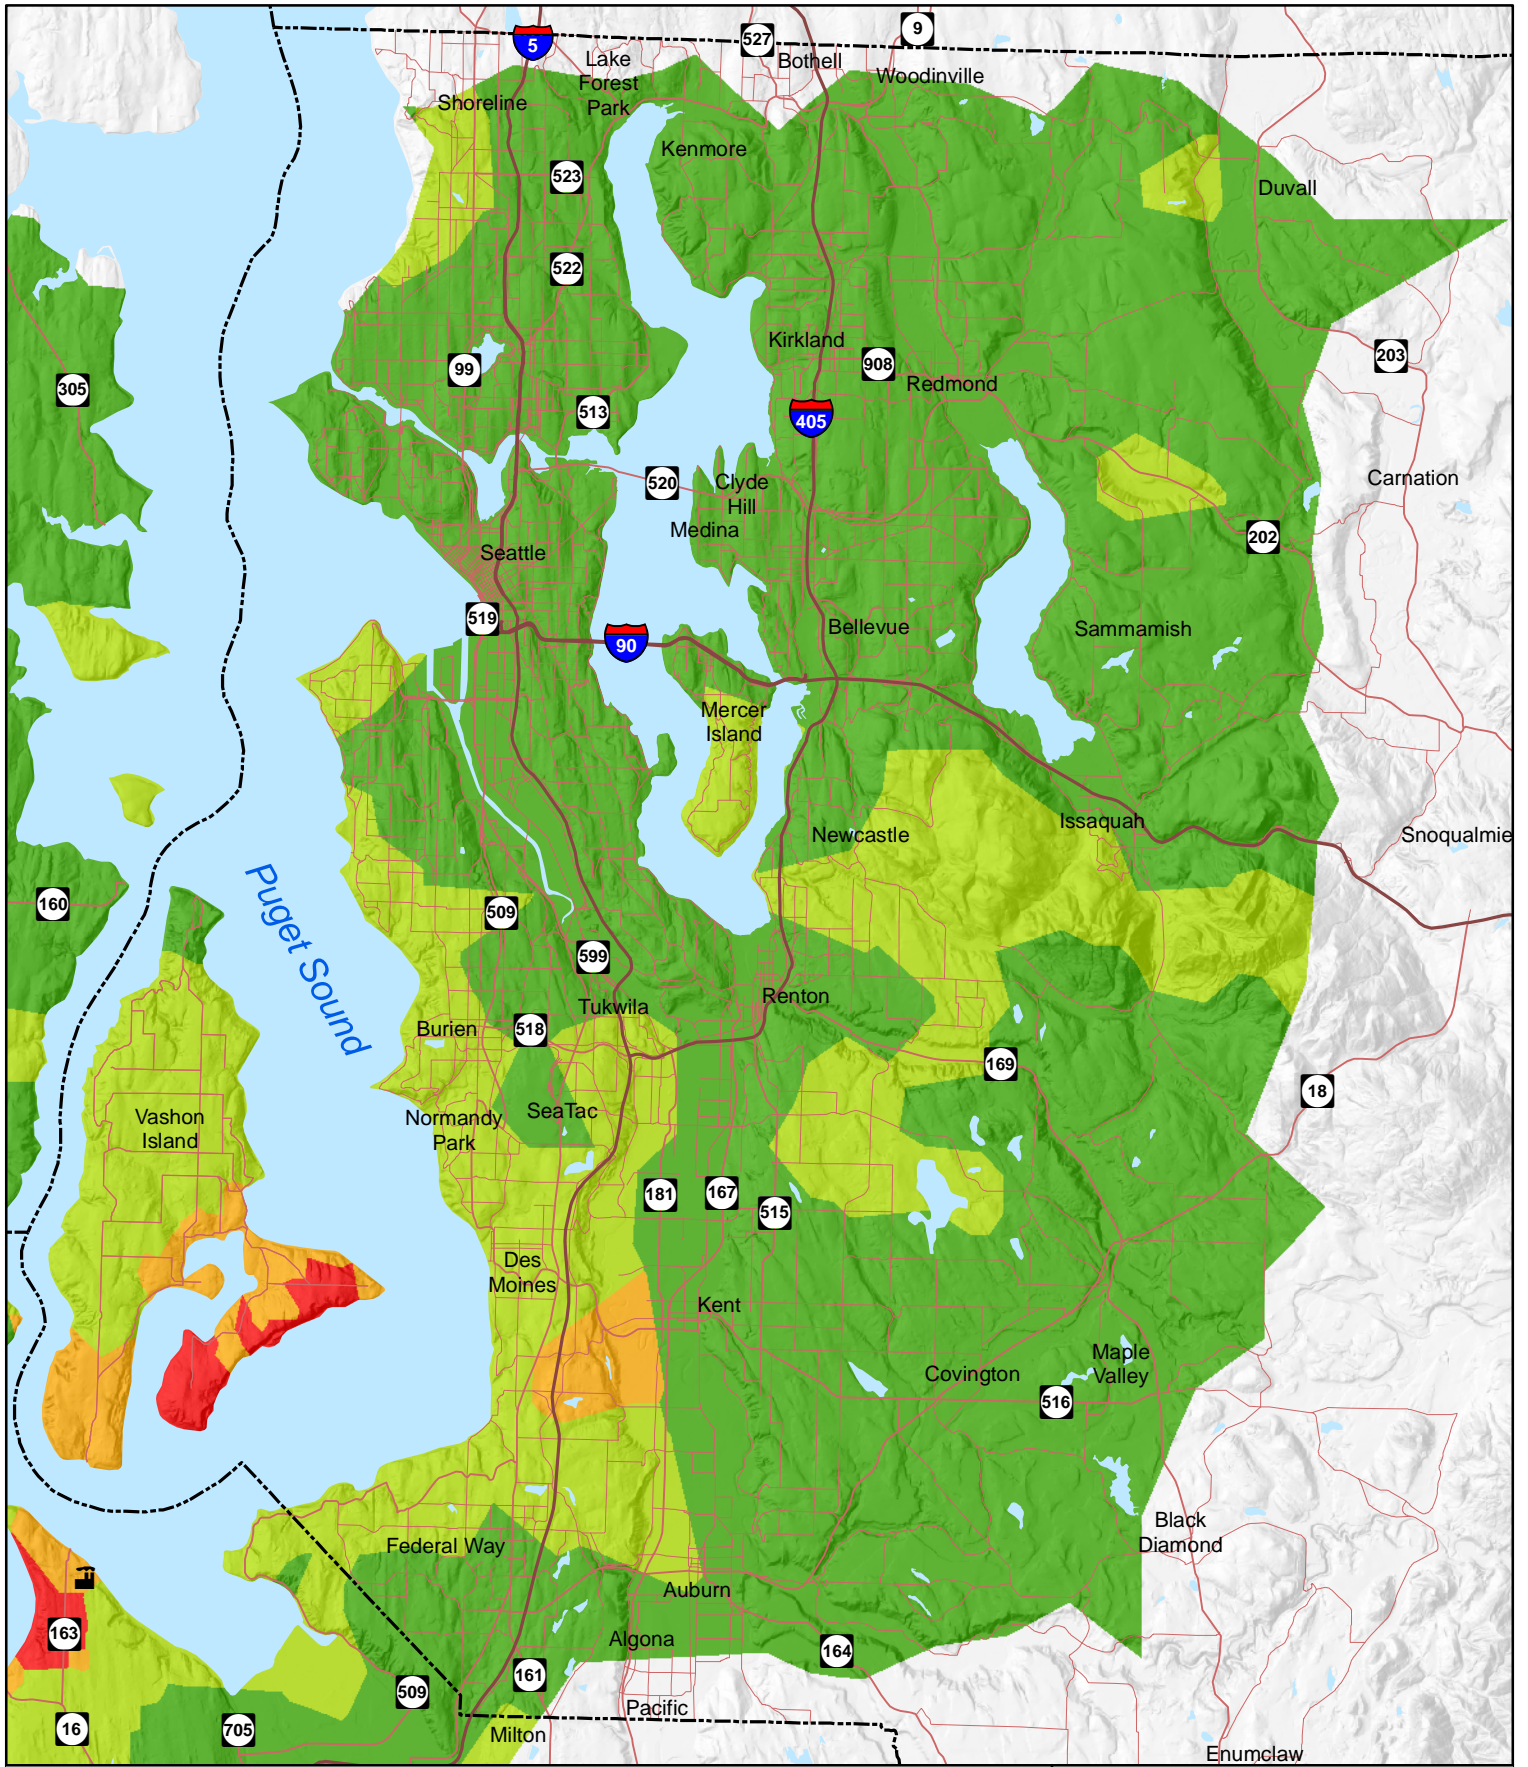 9
527
5
Bothell
Lake
Forest
Park
Woodinville
Shoreline
Kenmore
523
Duvall
522
Kirkland
203
908
99
Redmond
305
513
405
Carnation
520
Clyde
Hill
Medina
202
Seattle
519
Bellevue
Sammamish
90
Mercer
Island
Issaquah
Newcastle
Snoqualmie
160
509
Puget Sound
599
Renton
Tukwila
Burien
518
169
18
Vashon
Island
SeaTac
Normandy
Park
181
167
515
Des
Moines
Kent
Maple
Valley
Covington
516
Black
Diamond
Federal Way
Auburn
163
Algona
164
161
509
Pacific
16
705
Milton
Enumclaw